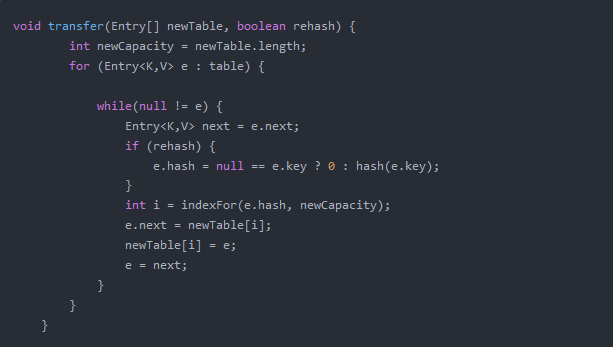 void transfer(Entry[] newTable, boolean rehash) {
        int newCapacity = newTable.length;
        for (Entry<K,V> e : table) {

            while(null != e) {
                Entry<K,V> next = e.next;
                if (rehash) {
                    e.hash = null == e.key ? 0 : hash(e.key);
                }
                int i = indexFor(e.hash, newCapacity);
                e.next = newTable[i];
                newTable[i] = e;
                e = next;
            }
        }
    }